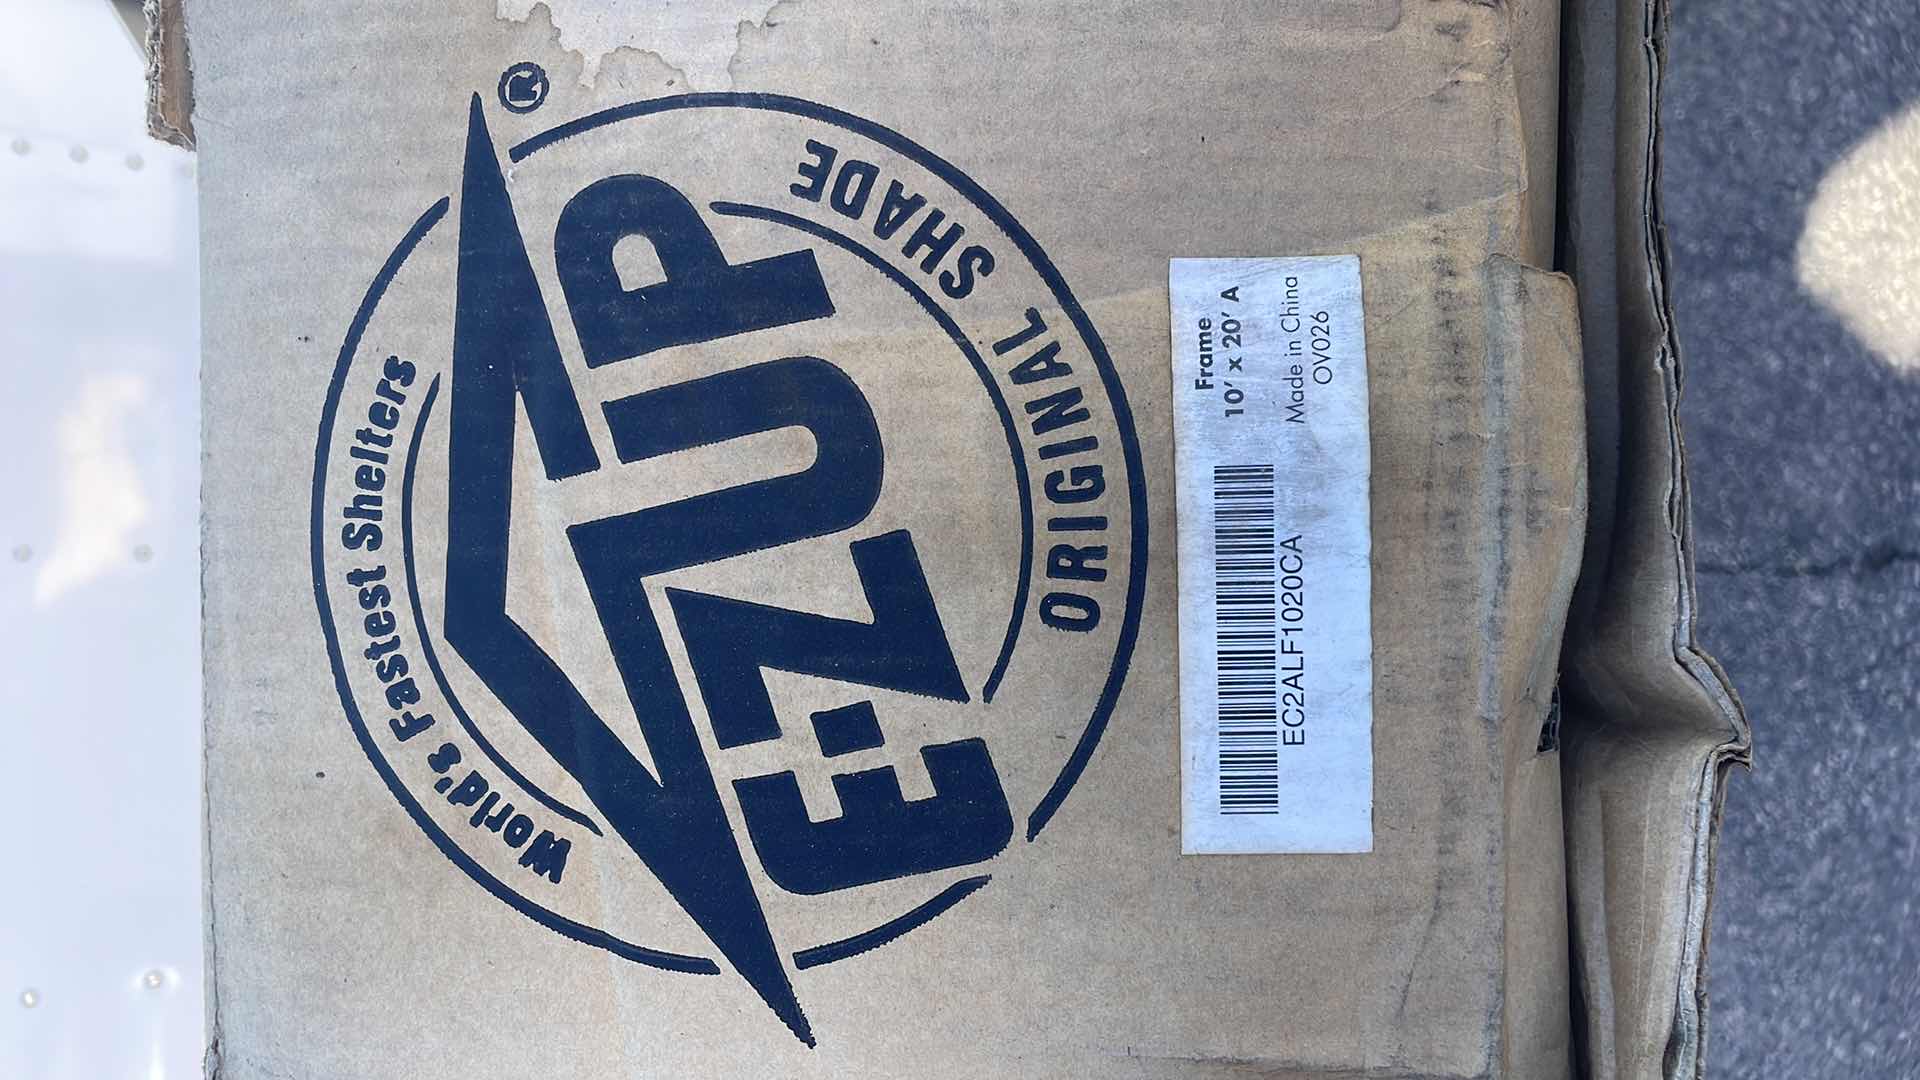 World's Fastest Shelters
E-Z UP®
ORIGINAL SHADE
Frame
10' x 20' A
EC2ALF1020CA
Made in China
OV026